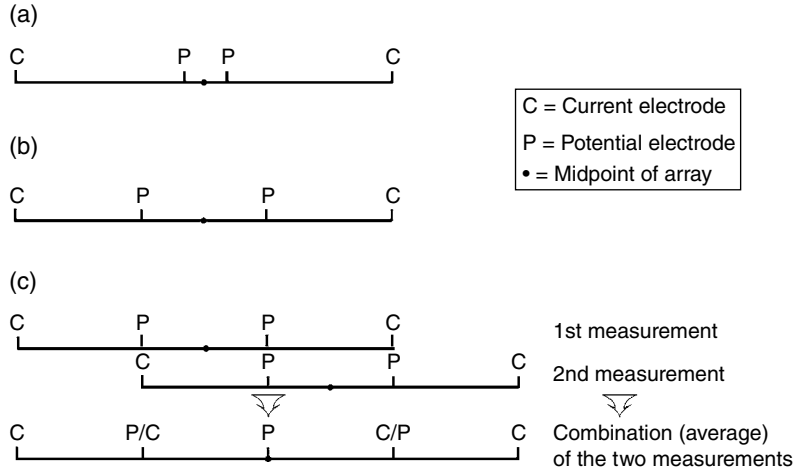 (a)
C P P C
C = Current electrode
P = Potential electrode
• = Midpoint of array
(b)
C P P C
(c)
C P P C
1st measurement
C P P C
2nd measurement
C P/C P C/P C
Combination (average)
of the two measurements